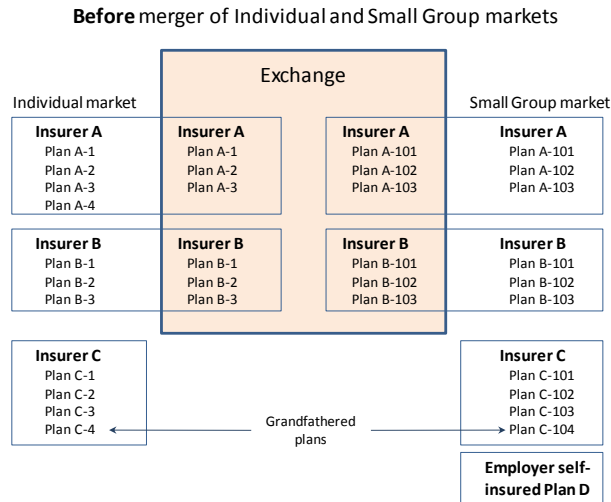 Before merger of Individual and Small Group markets
Exchange
Individual market
Small Group market
Insurer A
Plan A-1
Plan A-2
Plan A-3
Plan A-4
Insurer A
Plan A-1
Plan A-2
Plan A-3
Insurer A
Plan A-101
Plan A-102
Plan A-103
Insurer A
Plan A-101
Plan A-102
Plan A-103
Insurer B
Plan B-1
Plan B-2
Plan B-3
Insurer B
Plan B-1
Plan B-2
Plan B-3
Insurer B
Plan B-101
Plan B-102
Plan B-103
Insurer B
Plan B-101
Plan B-102
Plan B-103
Insurer C
Plan C-1
Plan C-2
Plan C-3
Plan C-4
Grandfathered
plans
Insurer C
Plan C-101
Plan C-102
Plan C-103
Plan C-104
Employer self-
insured Plan D